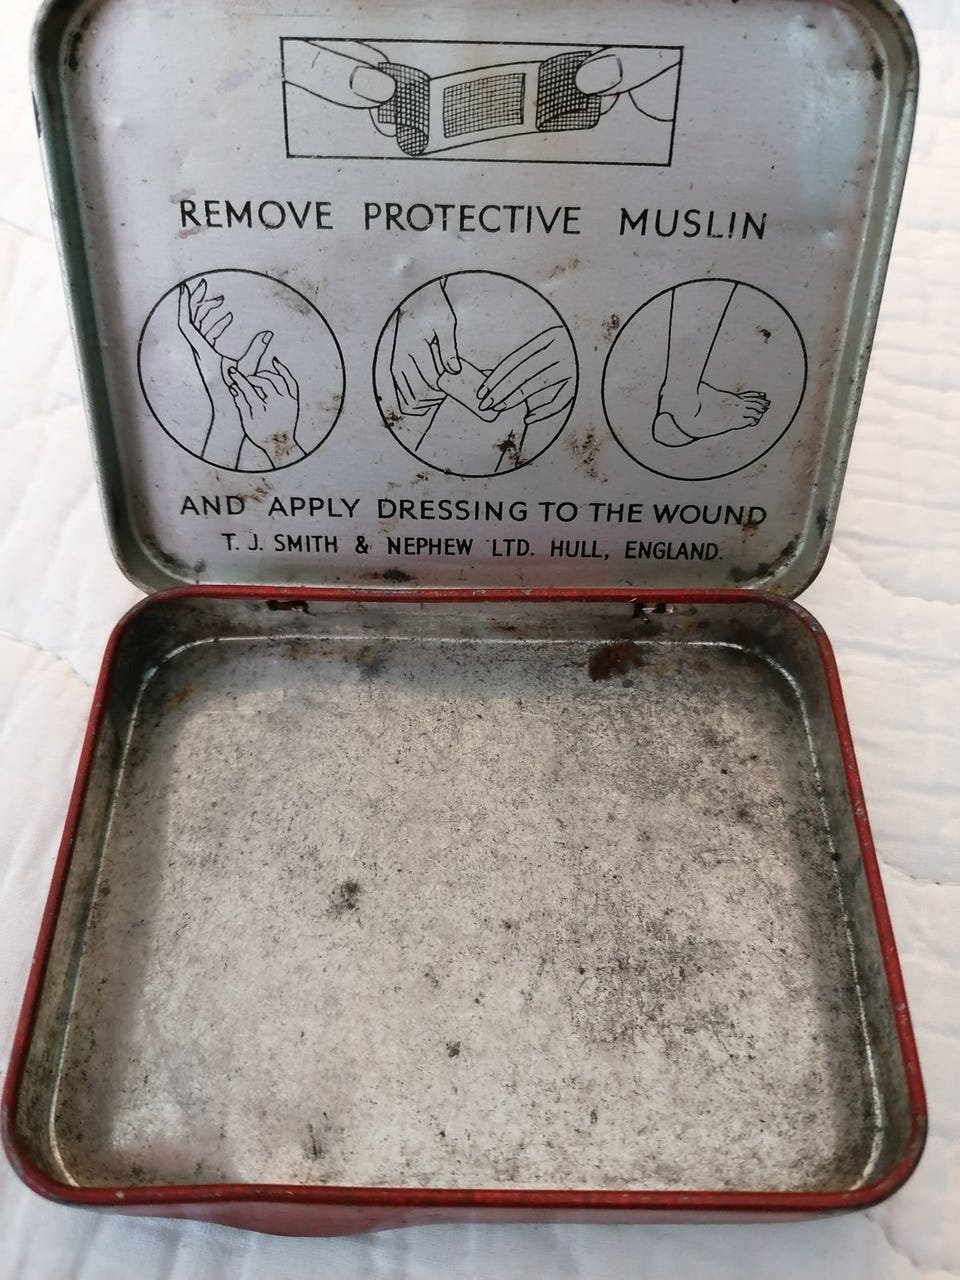 REMOVE PROTECTIVE MUSLIN
AND APPLY DRESSING TO THE WOUND
T. J. SMITH & NEPHEW LTD. HULL, ENGLAND.